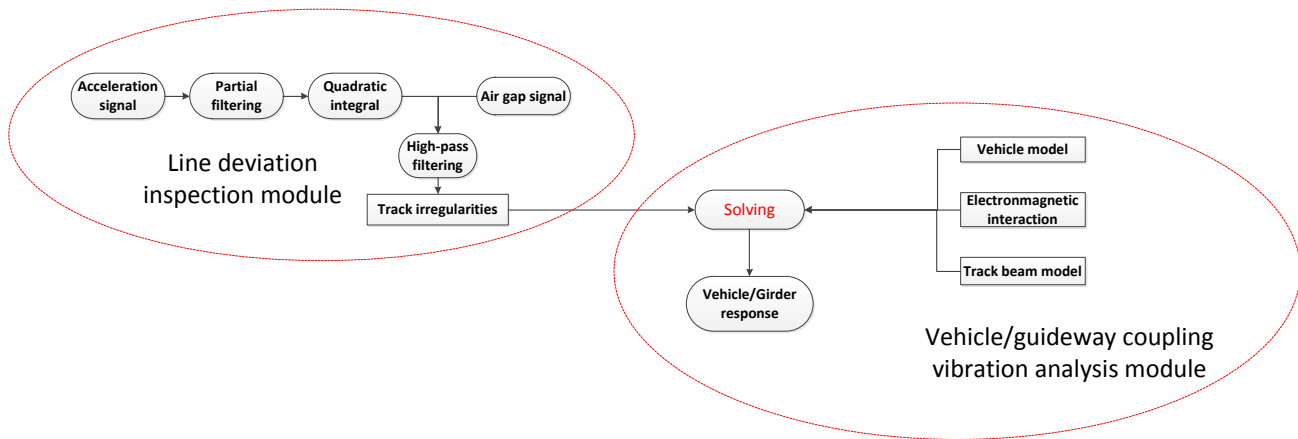 Acceleration
signal
Partial
filtering
Quadratic
integral
Air gap signal
High-pass
filtering
Track irregularities
Line deviation
inspection module
Solving
Vehicle/Girder
response
Vehicle model
Electronmagnetic
interaction
Track beam model
Vehicle/guideway coupling
vibration analysis module